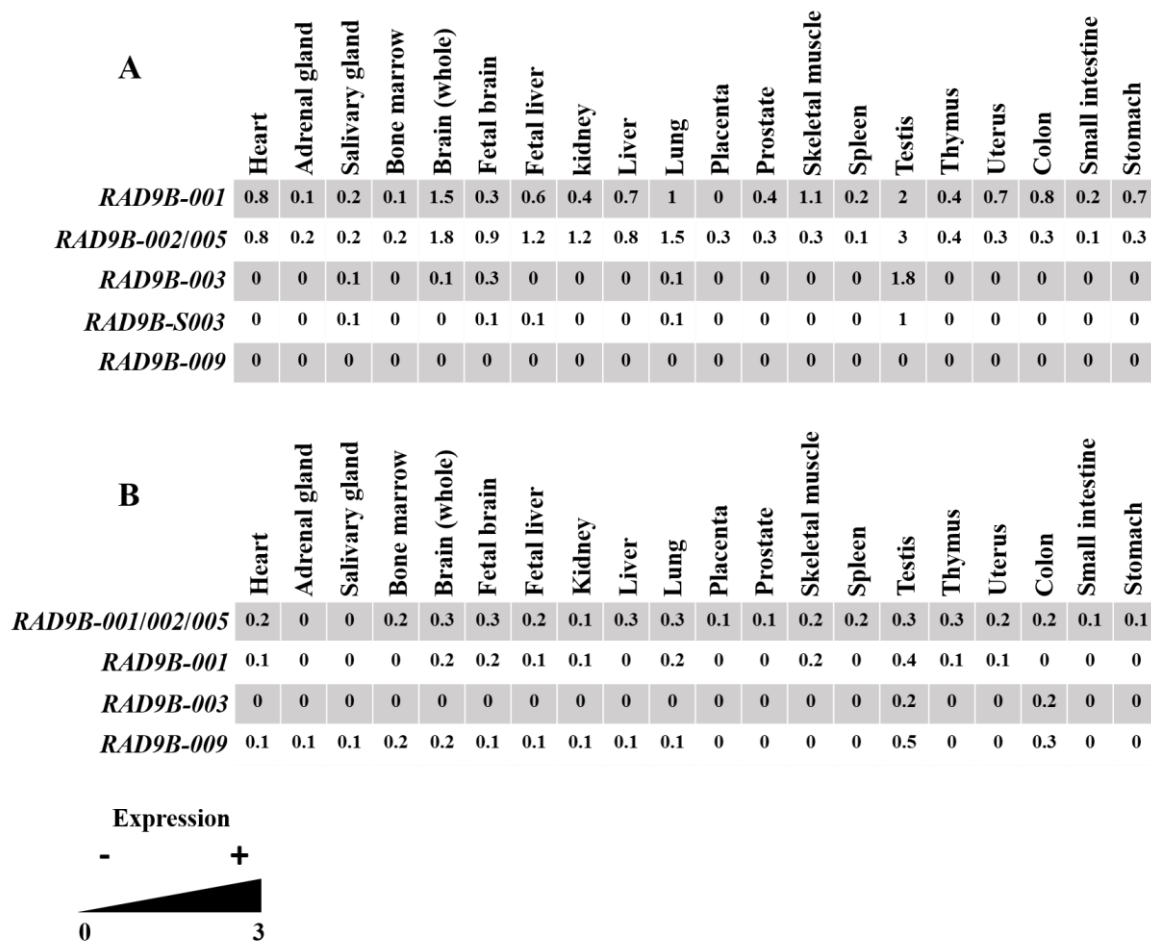 A
Heart Adrenal gland Salivary gland Bone marrow Brain (whole) Fetal brain Fetal liver kidney Liver Lung Placenta Prostate Skeletal muscle Spleen Testis Thymus Uterus Colon Small intestine Stomach
RAD9B-001 0.8 0.1 0.2 0.1 1.5 0.3 0.6 0.4 0.7 1 0 0.4 1.1 0.2 2 0.4 0.7 0.8 0.2 0.7
RAD9B-002/005 0.8 0.2 0.2 0.2 1.8 0.9 1.2 1.2 0.8 1.5 0.3 0.3 0.3 0.1 3 0.4 0.3 0.3 0.1 0.3
RAD9B-003 0 0 0.1 0 0.1 0.3 0 0 0 0.1 0 0 0 0 1.8 0 0 0 0 0
RAD9B-S003 0 0 0.1 0 0 0.1 0.1 0 0 0.1 0 0 0 0 1 0 0 0 0 0
RAD9B-009 0 0 0 0 0 0 0 0 0 0 0 0 0 0 0 0 0 0 0 0
B
Heart Adrenal gland Salivary gland Bone marrow Brain (whole) Fetal brain Fetal liver Kidney Liver Lung Placenta Prostate Skeletal muscle Spleen Testis Thymus Uterus Colon Small intestine Stomach
RAD9B-001/002/005 0.2 0 0 0.2 0.3 0.3 0.2 0.1 0.3 0.3 0.1 0.1 0.2 0.2 0.3 0.3 0.2 0.2 0.1 0.1
RAD9B-001 0.1 0 0 0 0.2 0.2 0.1 0.1 0 0.2 0 0 0.2 0 0.4 0.1 0.1 0 0 0
RAD9B-003 0 0 0 0 0 0 0 0 0 0 0 0 0 0 0.2 0 0 0.2 0 0
RAD9B-009 0.1 0.1 0.1 0.2 0.2 0.1 0.1 0.1 0.1 0.1 0 0 0 0 0.5 0 0 0.3 0 0
Expression
- +
0 3